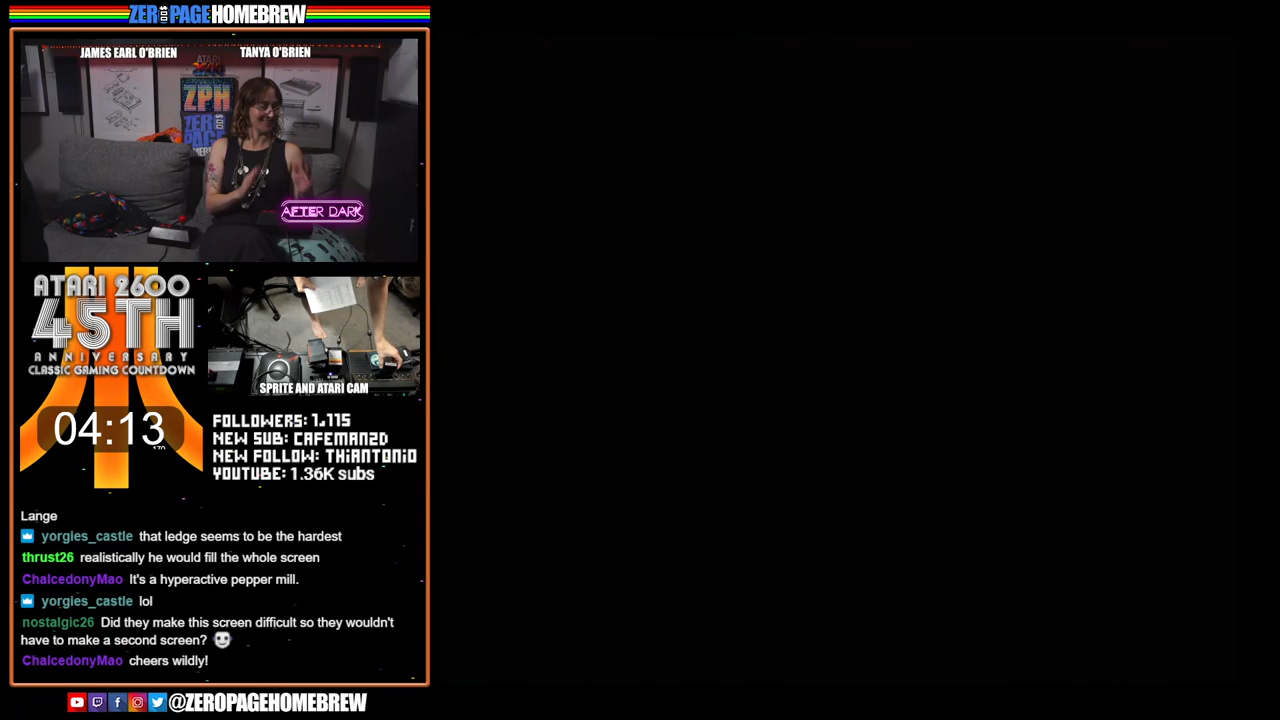 ZEROPAGE HOMEBREW
JAMES EARL O'BRIEN
TANYA O'BRIEN
ATARI
ZPH
ZERO
PAGE
AFTER DARK
ATARI 2600
45TH
ANNIVERSARY
CLASSIC GAMING COUNTDOWN
04:13
SPRITE AND ATARI CAM
FOLLOWERS: 1,115
NEW SUB: CAFEMAN2D
NEW FOLLOW: THIANTONIO
YOUTUBE: 1.36K subs
Lange
yorgies_castle that ledge seems to be the hardest
thrust26 realistically he would fill the whole screen
ChalcedonyMao It's a hyperactive pepper mill.
yorgies_castle lol
nostalgic26 Did they make this screen difficult so they wouldn't
have to make a second screen?
ChalcedonyMao cheers wildly!
@ZEROPAGEHOMEBREW